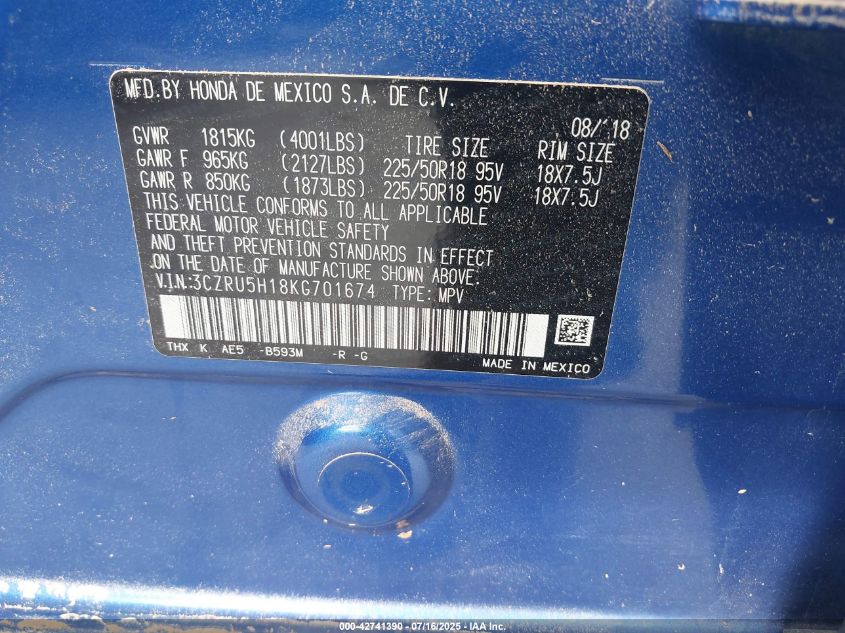 MFD.BY HONDA DE MEXICO S.A. DE C.V.
08/'18
GVWR 1815KG (4001LBS) TIRE SIZE RIM SIZE
GAWR F 965KG (2127LBS) 225/50R18 95V 18X7.5J
GAWR R 850KG (1873LBS) 225/50R18 95V 18X7.5J
THIS VEHICLE CONFORMS TO ALL APPLICABLE
FEDERAL MOTOR VEHICLE SAFETY
AND THEFT PREVENTION STANDARDS IN EFFECT
ON THE DATE OF MANUFACTURE SHOWN ABOVE.
V.I.N:3CZRU5H18KG701674 TYPE: MPV
THX K AE5 -B593M -R -G
MADE IN MEXICO
000-42741390 - 07/16/2025 - IAA Inc.